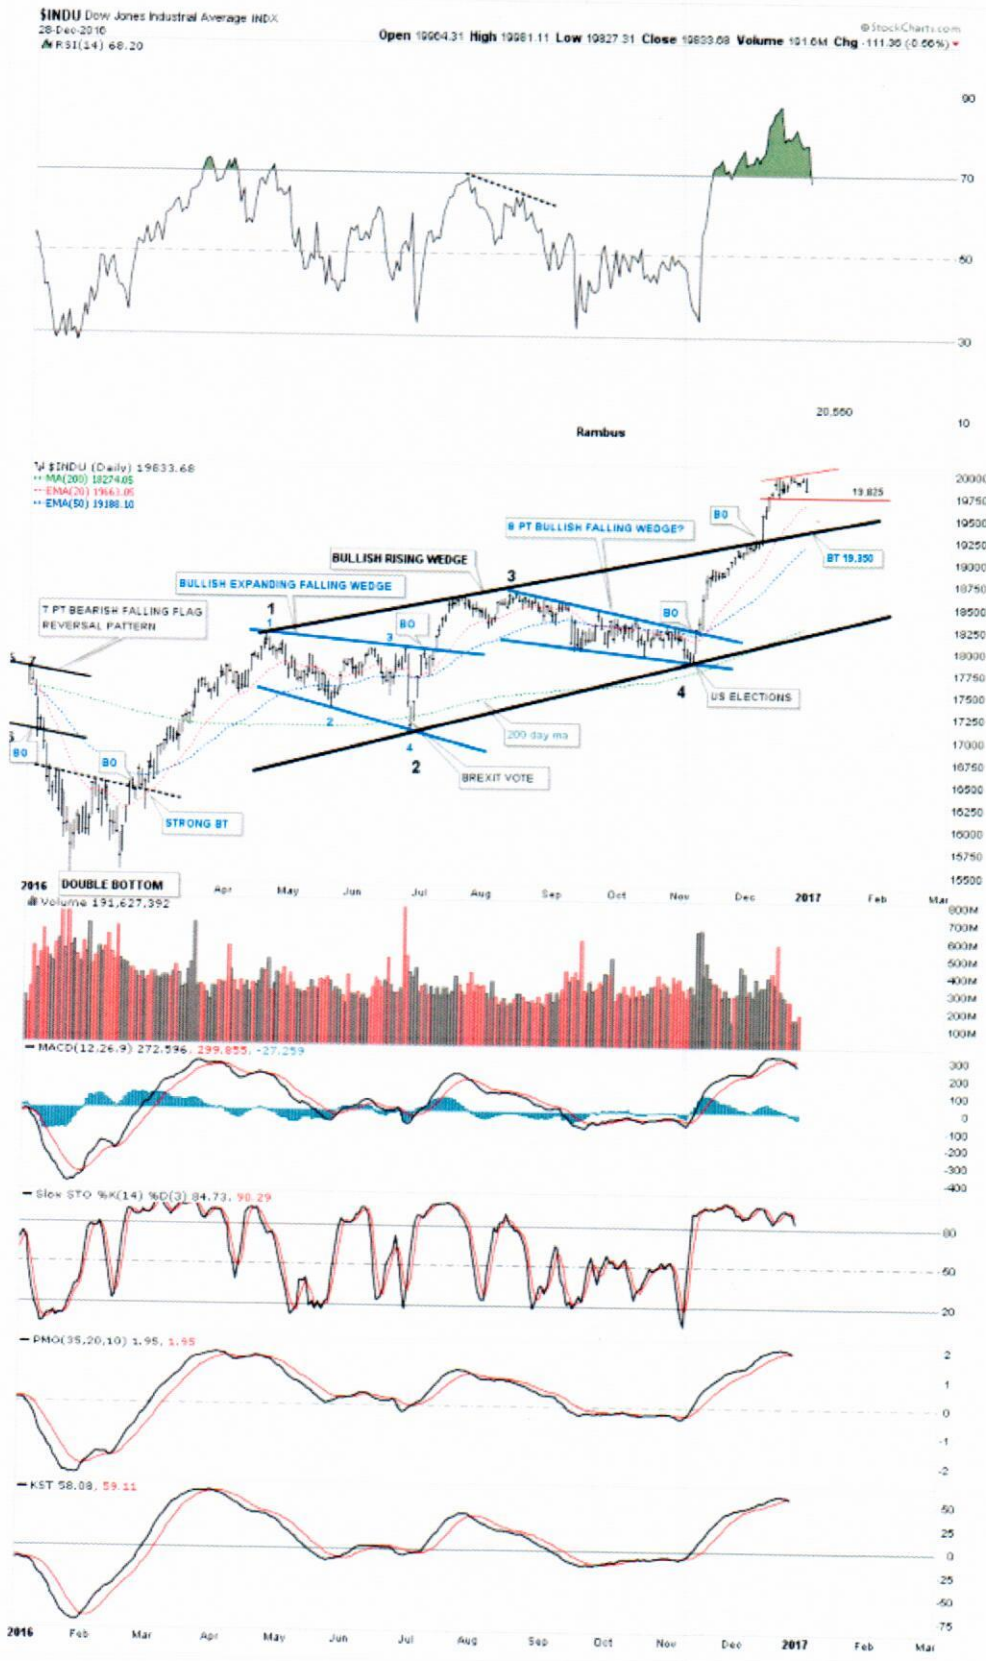 $INDU Dow Jones Industrial Average INDX
28-Dec-2016
©StockCharts.com
Open 19964.31 High 19981.11 Low 19827.31 Close 19833.68 Volume 191.6M Chg -111.36 (-0.56%)
RSI(14) 68.20
90
70
50
30
10
20,550
Rambus
$INDU (Daily) 19833.68
MA(200) 18274.05
EMA(20) 19663.05
EMA(50) 19188.10
20000
19750
19500
19250
19000
18750
18500
18250
18000
17750
17500
17250
17000
16750
16500
16250
16000
15750
15500
19,825
BO
8 PT BULLISH FALLING WEDGE?
BT 19,350
BULLISH RISING WEDGE
BULLISH EXPANDING FALLING WEDGE
7 PT BEARISH FALLING FLAG
REVERSAL PATTERN
1
1
3
3
BO
BO
7
2
4
2
4
US ELECTIONS
200 day ma
BREXIT VOTE
BO
BO
STRONG BT
DOUBLE BOTTOM
2016 Apr May Jun Jul Aug Sep Oct Nov Dec 2017 Feb Mar
Volume 191,627,392
800M
700M
600M
500M
400M
300M
200M
100M
MACD(12,26,9) 272.596, 299.855, -27.259
300
200
100
0
-100
-200
-300
-400
Slow STO %K(14) %D(3) 84.73, 90.29
80
50
20
PMO(35,20,10) 1.95, 1.95
2
1
0
-1
-2
KST 58.08, 59.11
50
25
0
-25
-50
-75
2016 Feb Mar Apr May Jun Jul Aug Sep Oct Nov Dec 2017 Feb Mar